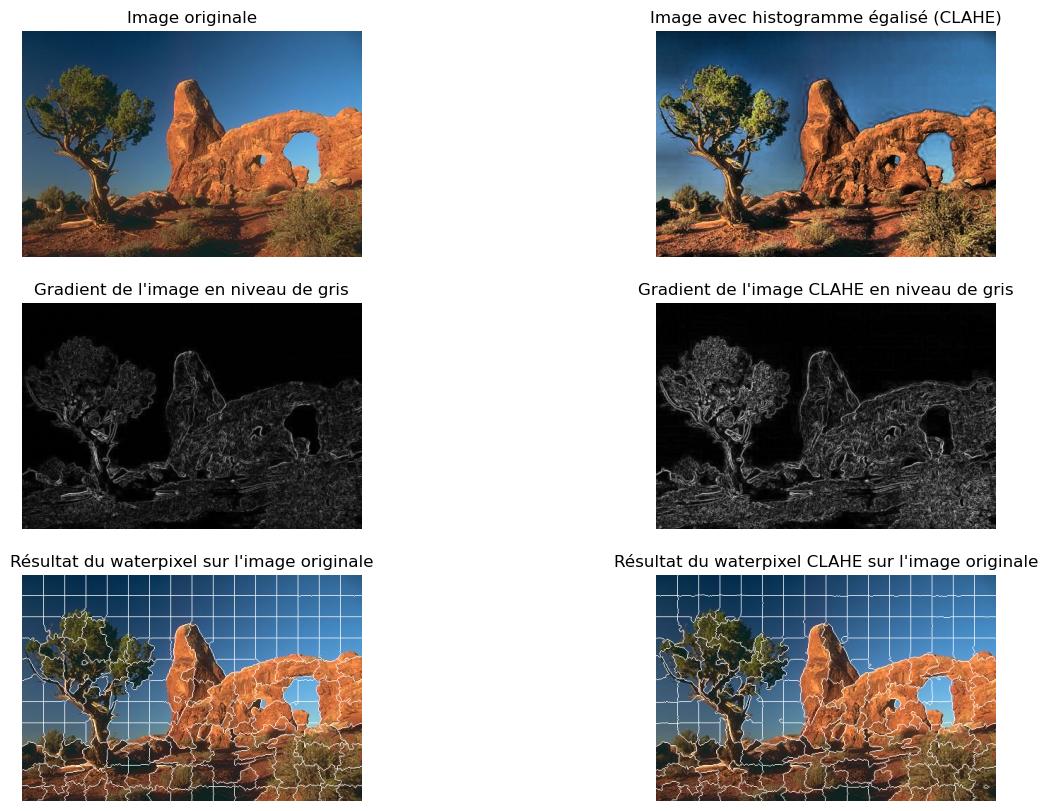 Image originale
Image avec histogramme égalisé (CLAHE)
Gradient de l'image en niveau de gris
Gradient de l'image CLAHE en niveau de gris
Résultat du waterpixel sur l'image originale
Résultat du waterpixel CLAHE sur l'image originale